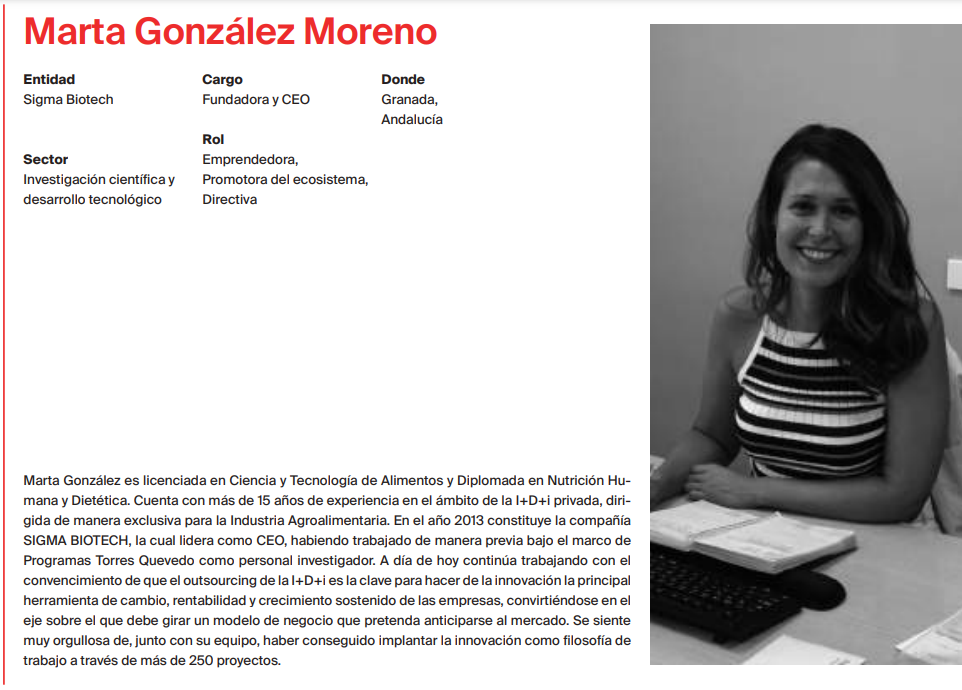 Marta González Moreno
Entidad
Sigma Biotech
Cargo
Fundadora y CEO
Donde
Granada,
Andalucía
Rol
Emprendedora,
Promotora del ecosistema,
Directiva
Sector
Investigación científica y
desarrollo tecnológico
Marta González es licenciada en Ciencia y Tecnología de Alimentos y Diplomada en Nutrición Hu-
mana y Dietética. Cuenta con más de 15 años de experiencia en el ámbito de la I+D+i privada, diri-
gida de manera exclusiva para la Industria Agroalimentaria. En el año 2013 constituye la compañía
SIGMA BIOTECH, la cual lidera como CEO, habiendo trabajado de manera previa bajo el marco de
Programas Torres Quevedo como personal investigador. A día de hoy continúa trabajando con el
convencimiento de que el outsourcing de la I+D+i es la clave para hacer de la innovación la principal
herramienta de cambio, rentabilidad y crecimiento sostenido de las empresas, convirtiéndose en el
eje sobre el que debe girar un modelo de negocio que pretenda anticiparse al mercado. Se siente
muy orgullosa de, junto con su equipo, haber conseguido implantar la innovación como filosofía de
trabajo a través de más de 250 proyectos.